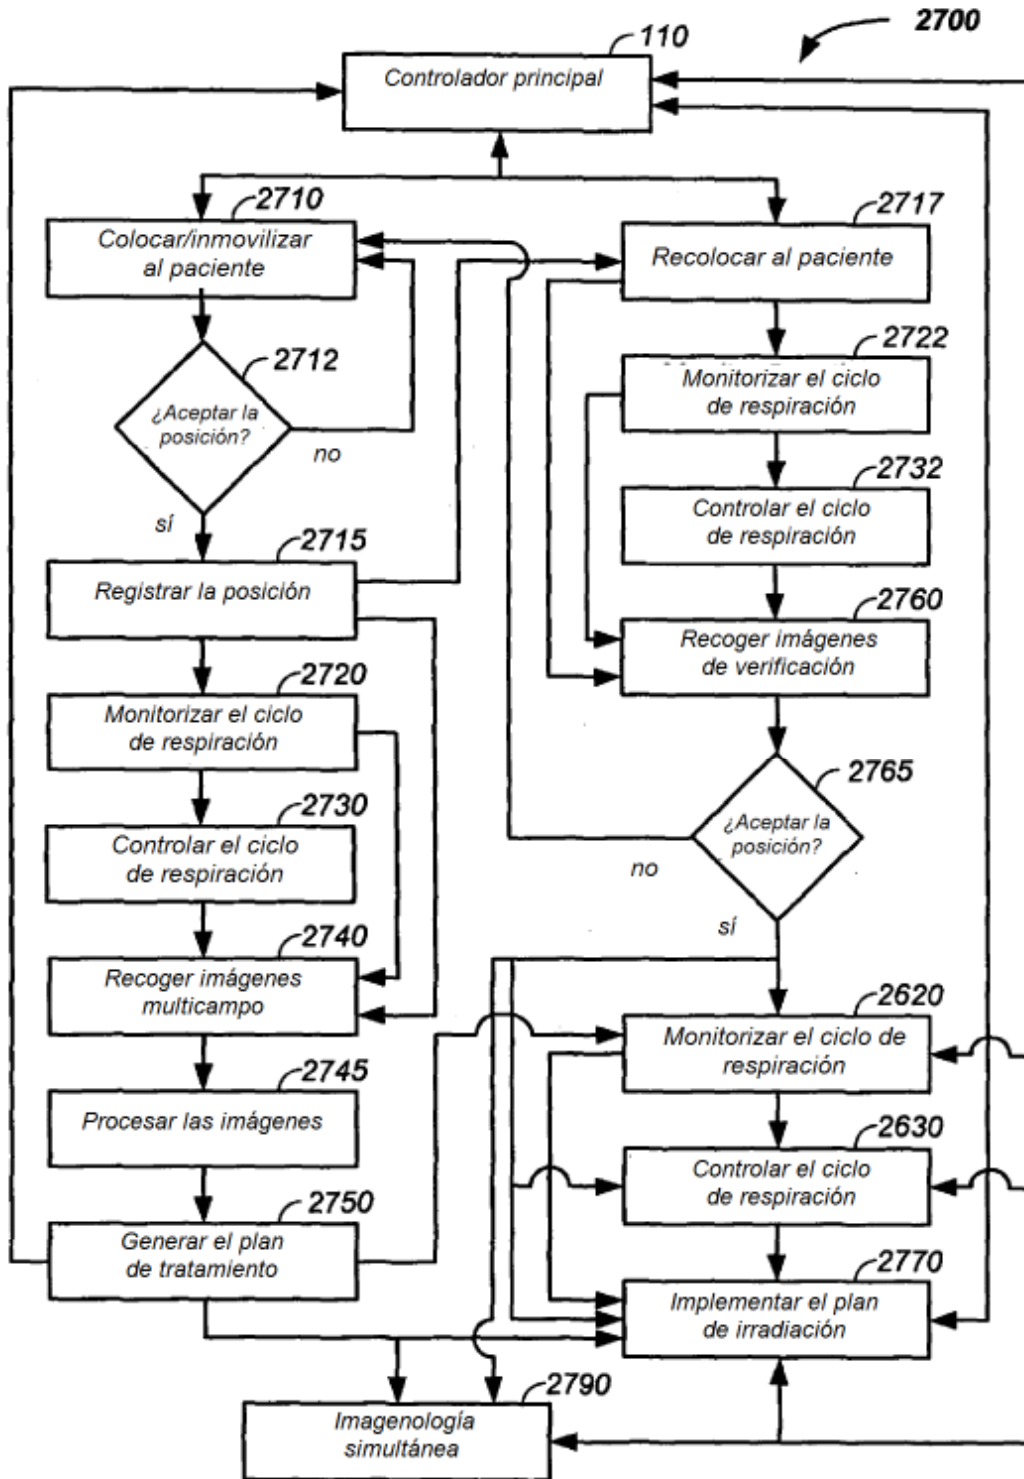 2700
110
Controlador principal
2710
Colocar/inmovilizar
al paciente
2717
Recolocar al paciente
2712
¿Aceptar la
posición?
no
sí
2722
Monitorizar el ciclo
de respiración
2732
Controlar el ciclo
de respiración
2715
Registrar la posición
2760
Recoger imágenes
de verificación
2720
Monitorizar el ciclo
de respiración
2765
¿Aceptar la
posición?
no
sí
2730
Controlar el ciclo
de respiración
2740
Recoger imágenes
multicampo
2620
Monitorizar el ciclo de
respiración
2745
Procesar las imágenes
2630
Controlar el ciclo
de respiración
2750
Generar el plan
de tratamiento
2770
Implementar el plan
de irradiación
2790
Imagenología
simultánea